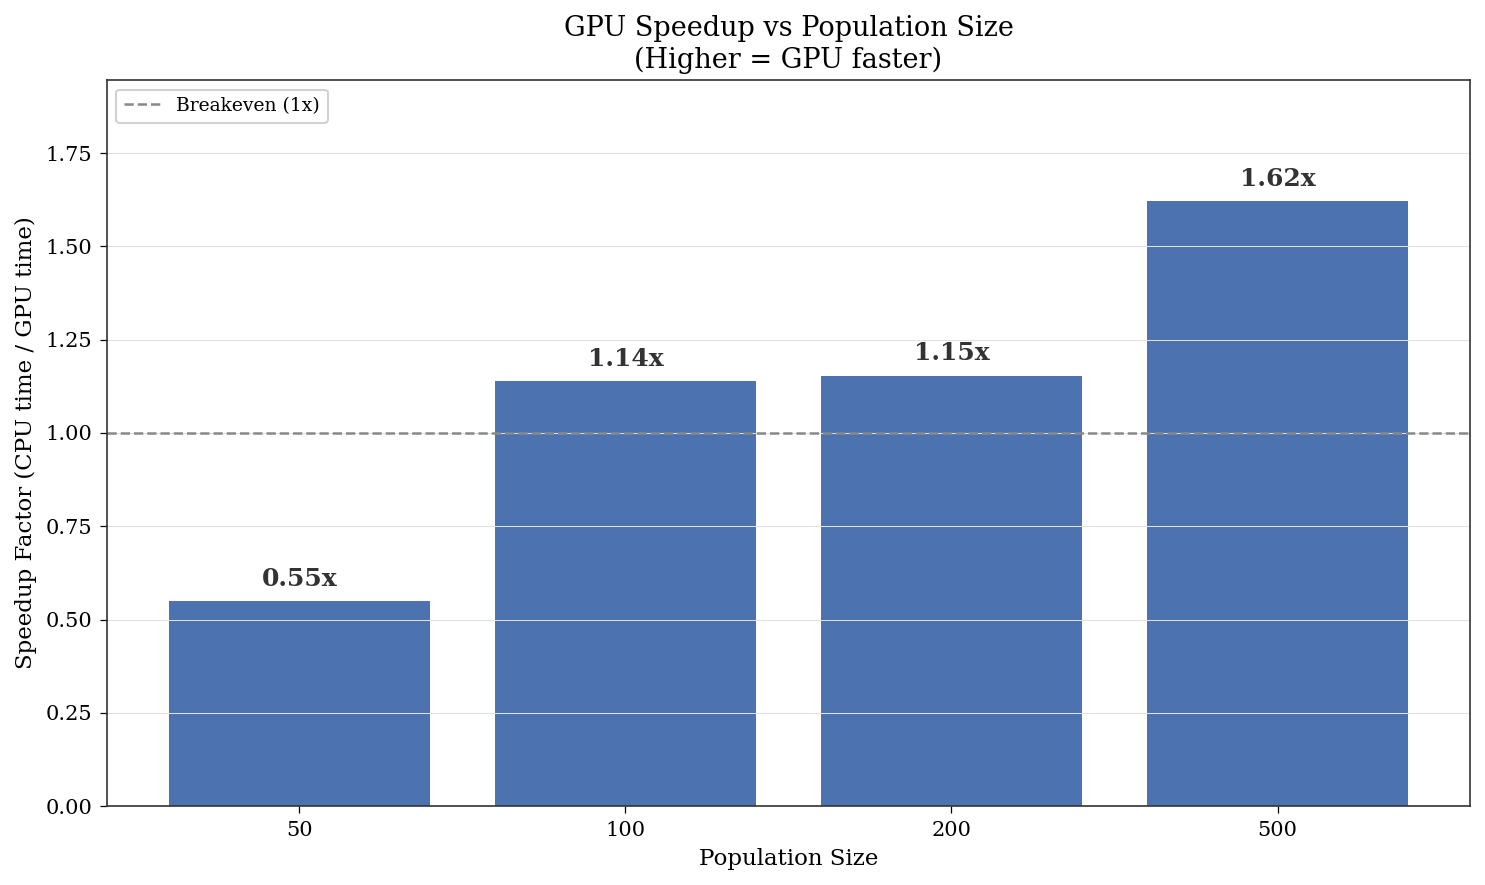 GPU Speedup vs Population Size
(Higher = GPU faster)
Breakeven (1x)
Speedup Factor (CPU time / GPU time)
1.75
1.50
1.25
1.00
0.75
0.50
0.25
0.00
0.55x
1.14x
1.15x
1.62x
50
100
200
500
Population Size